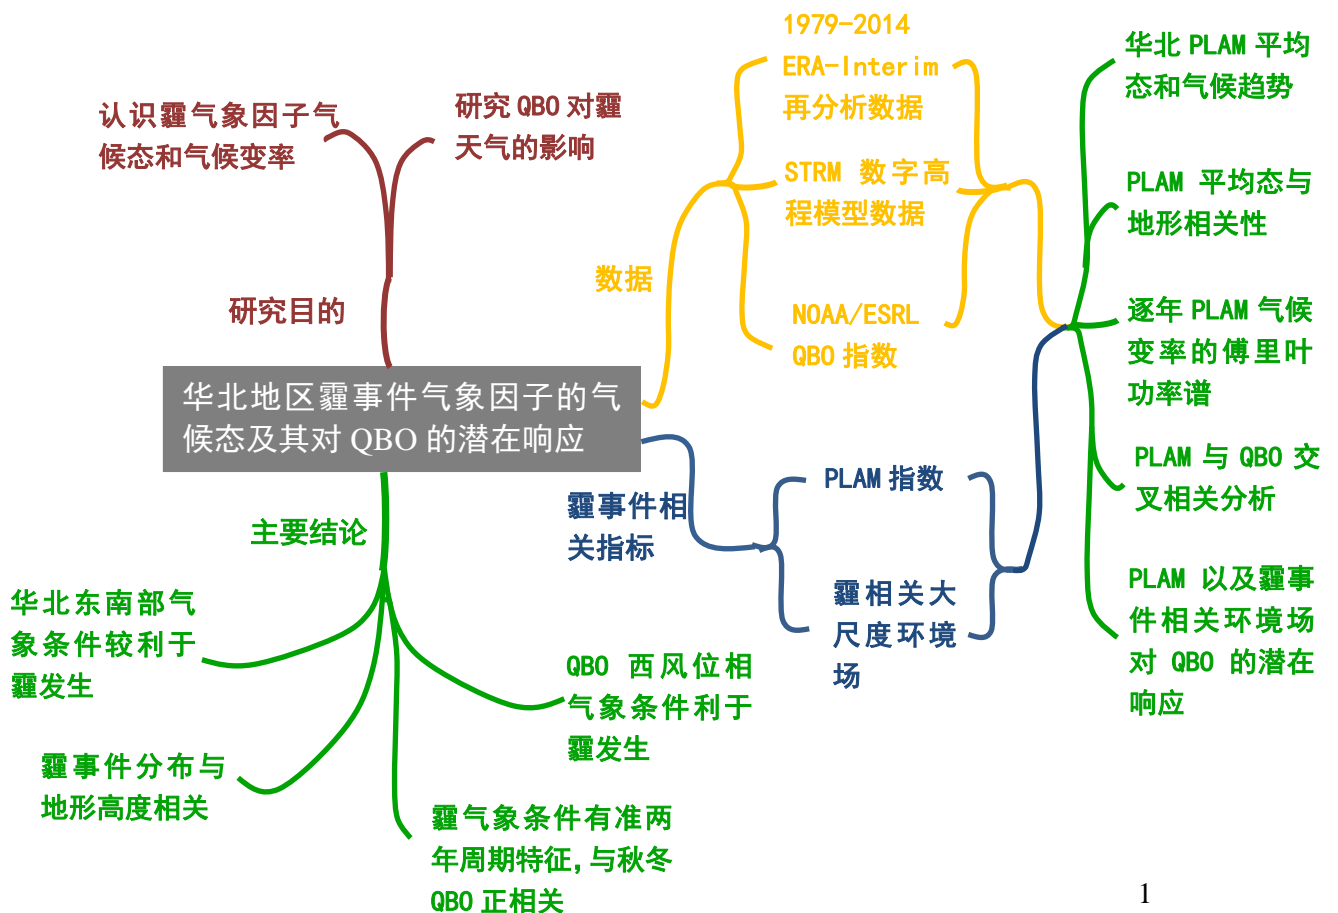 认识霾气象因子气
候态和气候变率
研究 QBO 对霾
天气的影响
研究目的
1979-2014
ERA-Interim
再分析数据
STRM 数字高
程模型数据
数据
NOAA/ESRL
QBO 指数
华北 PLAM 平均
态和气候趋势
PLAM 平均态与
地形相关性
逐年 PLAM 气候
变率的傅里叶
功率谱
PLAM 与 QBO 交
叉相关分析
PLAM 以及霾事
件相关环境场
对 QBO 的潜在
响应
华北地区霾事件气象因子的气
候态及其对 QBO 的潜在响应
霾事件相
关指标
PLAM 指数
霾相关大
尺度环境
场
主要结论
华北东南部气
象条件较利于
霾发生
霾事件分布与
地形高度相关
霾气象条件有准两
年周期特征,与秋冬
QBO 正相关
QBO 西风位相
气象条件利于
霾发生
1